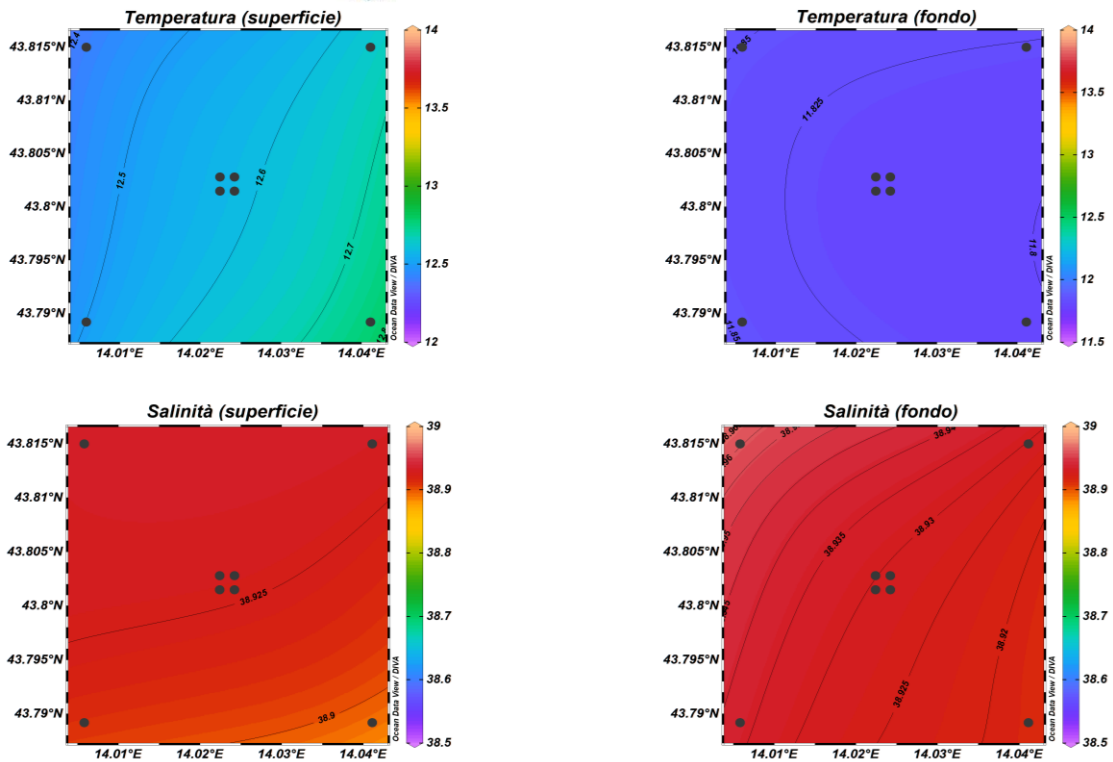 Temperatura (superficie)
43.815°N
43.81°N
43.805°N
43.8°N
43.795°N
43.79°N
14.01°E 14.02°E 14.03°E 14.04°E
12.4
12.5
12.6
12.7
Ocean Data View / DIVA
14
13.5
13
12.5
12
Temperatura (fondo)
43.815°N
43.81°N
43.805°N
43.8°N
43.795°N
43.79°N
14.01°E 14.02°E 14.03°E 14.04°E
11.85
11.825
11.8
11.85
Ocean Data View / DIVA
14
13.5
13
12.5
12
11.5
Salinità (superficie)
43.815°N
43.81°N
43.805°N
43.8°N
43.795°N
43.79°N
14.01°E 14.02°E 14.03°E 14.04°E
38.925
38.9
Ocean Data View / DIVA
39
38.9
38.8
38.7
38.6
38.5
Salinità (fondo)
43.815°N
43.81°N
43.805°N
43.8°N
43.795°N
43.79°N
14.01°E 14.02°E 14.03°E 14.04°E
38.94
38.935
38.93
38.925
38.92
Ocean Data View / DIVA
39
38.9
38.8
38.7
38.6
38.5